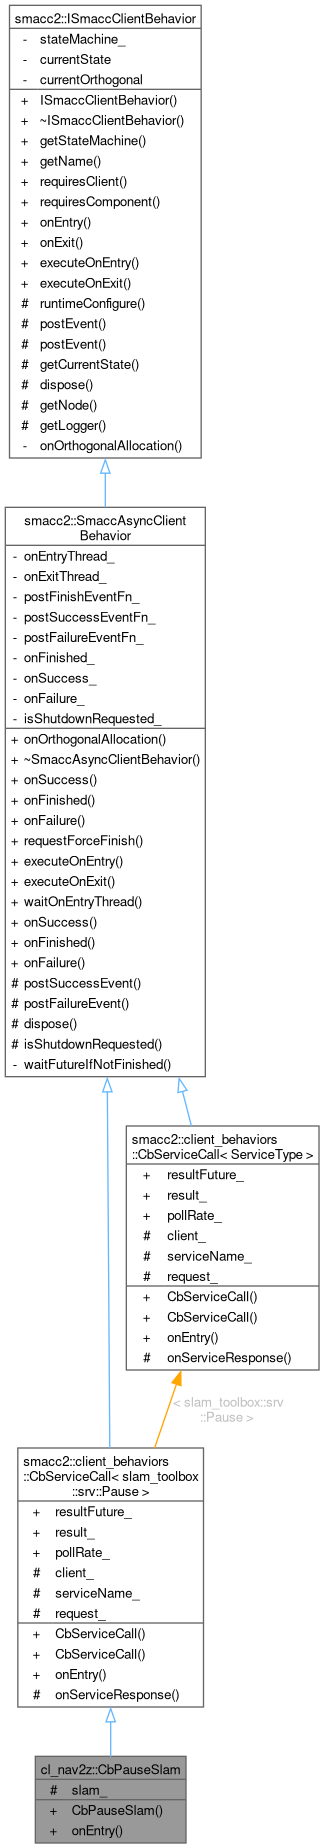 smacc2::ISmaccClientBehavior
- stateMachine_
- currentState
- currentOrthogonal
+ ISmaccClientBehavior()
+ ~ISmaccClientBehavior()
+ getStateMachine()
+ getName()
+ requiresClient()
+ requiresComponent()
+ onEntry()
+ onExit()
+ executeOnEntry()
+ executeOnExit()
# runtimeConfigure()
# postEvent()
# postEvent()
# getCurrentState()
# dispose()
# getNode()
# getLogger()
- onOrthogonalAllocation()
smacc2::SmaccAsyncClient
Behavior
- onEntryThread_
- onExitThread_
- postFinishEventFn_
- postSuccessEventFn_
- postFailureEventFn_
- onFinished_
- onSuccess_
- onFailure_
- isShutdownRequested_
+ onOrthogonalAllocation()
+ ~SmaccAsyncClientBehavior()
+ onSuccess()
+ onFinished()
+ onFailure()
+ requestForceFinish()
+ executeOnEntry()
+ executeOnExit()
+ waitOnEntryThread()
+ onSuccess()
+ onFinished()
+ onFailure()
# postSuccessEvent()
# postFailureEvent()
# dispose()
# isShutdownRequested()
- waitFutureIfNotFinished()
smacc2::client_behaviors
::CbServiceCall< ServiceType >
+ resultFuture_
+ result_
+ pollRate_
# client_
# serviceName_
# request_
+ CbServiceCall()
+ CbServiceCall()
+ onEntry()
# onServiceResponse()
< slam_toolbox::srv
::Pause >
smacc2::client_behaviors
::CbServiceCall< slam_toolbox
::srv::Pause >
+ resultFuture_
+ result_
+ pollRate_
# client_
# serviceName_
# request_
+ CbServiceCall()
+ CbServiceCall()
+ onEntry()
# onServiceResponse()
cl_nav2z::CbPauseSlam
# slam_
+ CbPauseSlam()
+ onEntry()